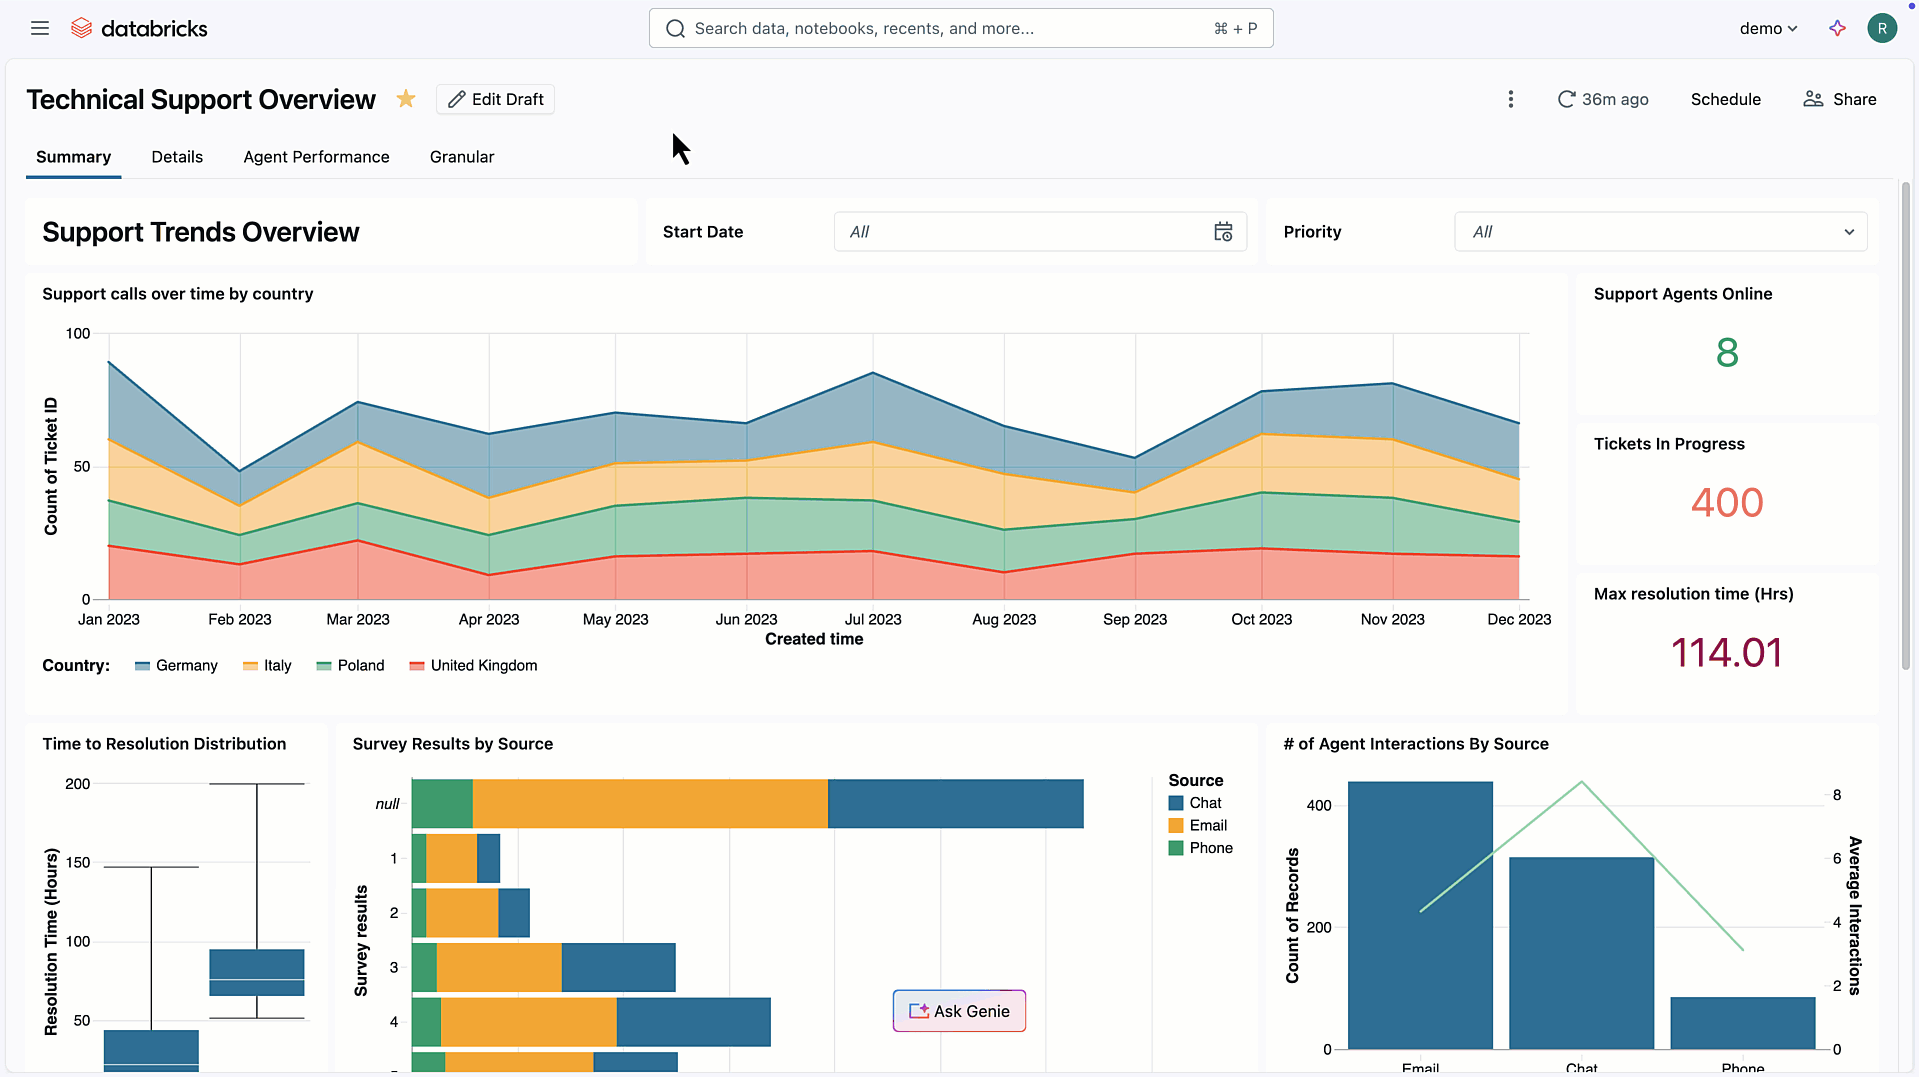 databricks
Search data, notebooks, recents, and more...
⌘ + P
demo
R
Technical Support Overview
Edit Draft
36m ago
Schedule
Share
Summary
Details
Agent Performance
Granular
Support Trends Overview
Start Date
All
Priority
All
Support calls over time by country
100
50
0
Count of Ticket ID
Jan 2023
Feb 2023
Mar 2023
Apr 2023
May 2023
Jun 2023
Jul 2023
Aug 2023
Sep 2023
Oct 2023
Nov 2023
Dec 2023
Created time
Country:
Germany
Italy
Poland
United Kingdom
Support Agents Online
8
Tickets In Progress
400
Max resolution time (Hrs)
114.01
Time to Resolution Distribution
200
150
100
50
Resolution Time (Hours)
Survey Results by Source
Survey results
null
1
2
3
4
Source
Chat
Email
Phone
Ask Genie
# of Agent Interactions By Source
Count of Records
400
200
0
8
6
4
2
0
Average Interactions
Email
Chat
Phone